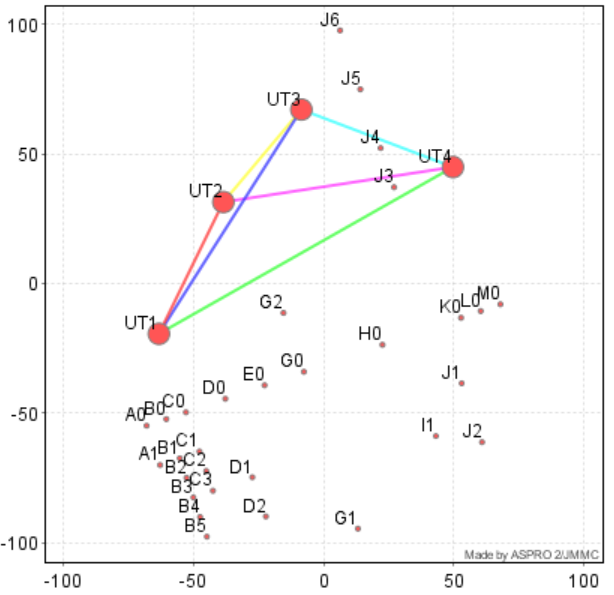 100
J6
J5
UT3
J4
UT4
50
J3
UT2
0
G2
M0
L0
K0
UT1
H0
G0
E0
J1
D0
C0
B0
A0
-50
I1
J2
C1
B1
A1
C2
B2
D1
C3
B3
B4
D2
G1
B5
-100
Made by ASPRO 2/JMMC
-100 -50 0 50 100